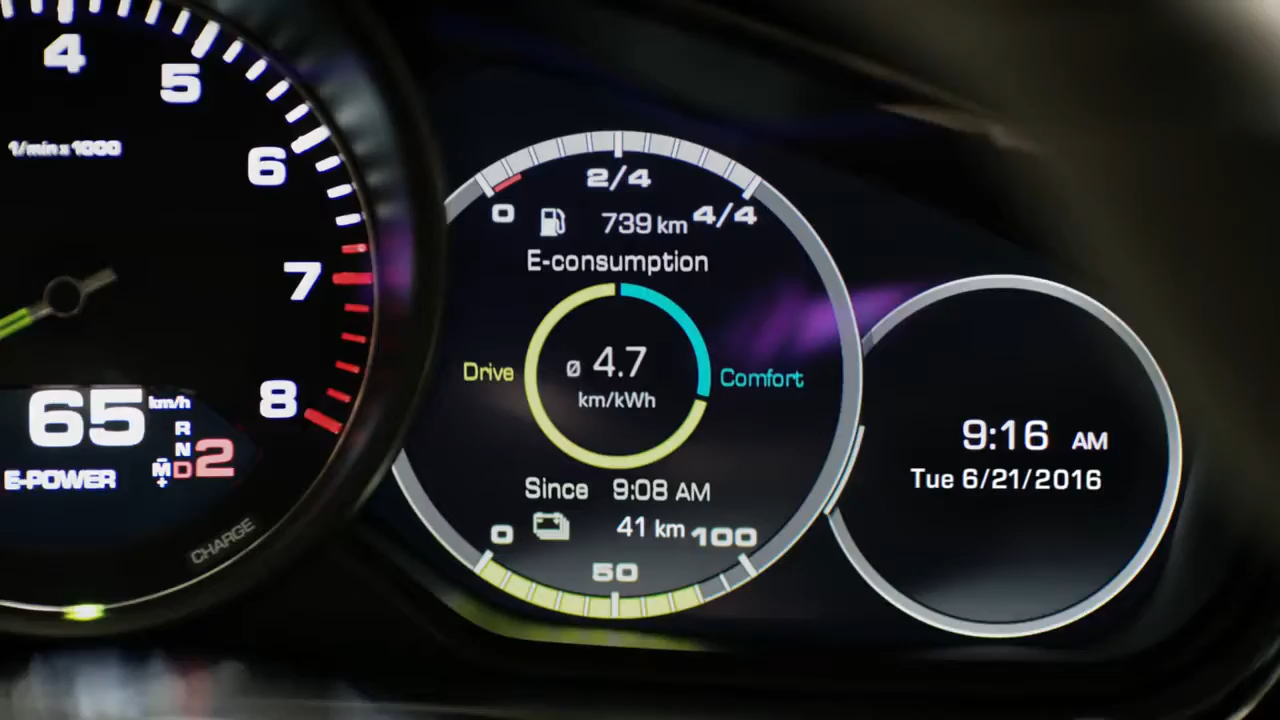 4
5
1/min x 1000
6
7
8
65 km/h
R
N
M D 2
- +
E-POWER
CHARGE
2/4
0 4/4
739 km
E-consumption
Drive ø 4.7 Comfort
km/kWh
Since 9:08 AM
41 km
0 100
50
9:16 AM
Tue 6/21/2016